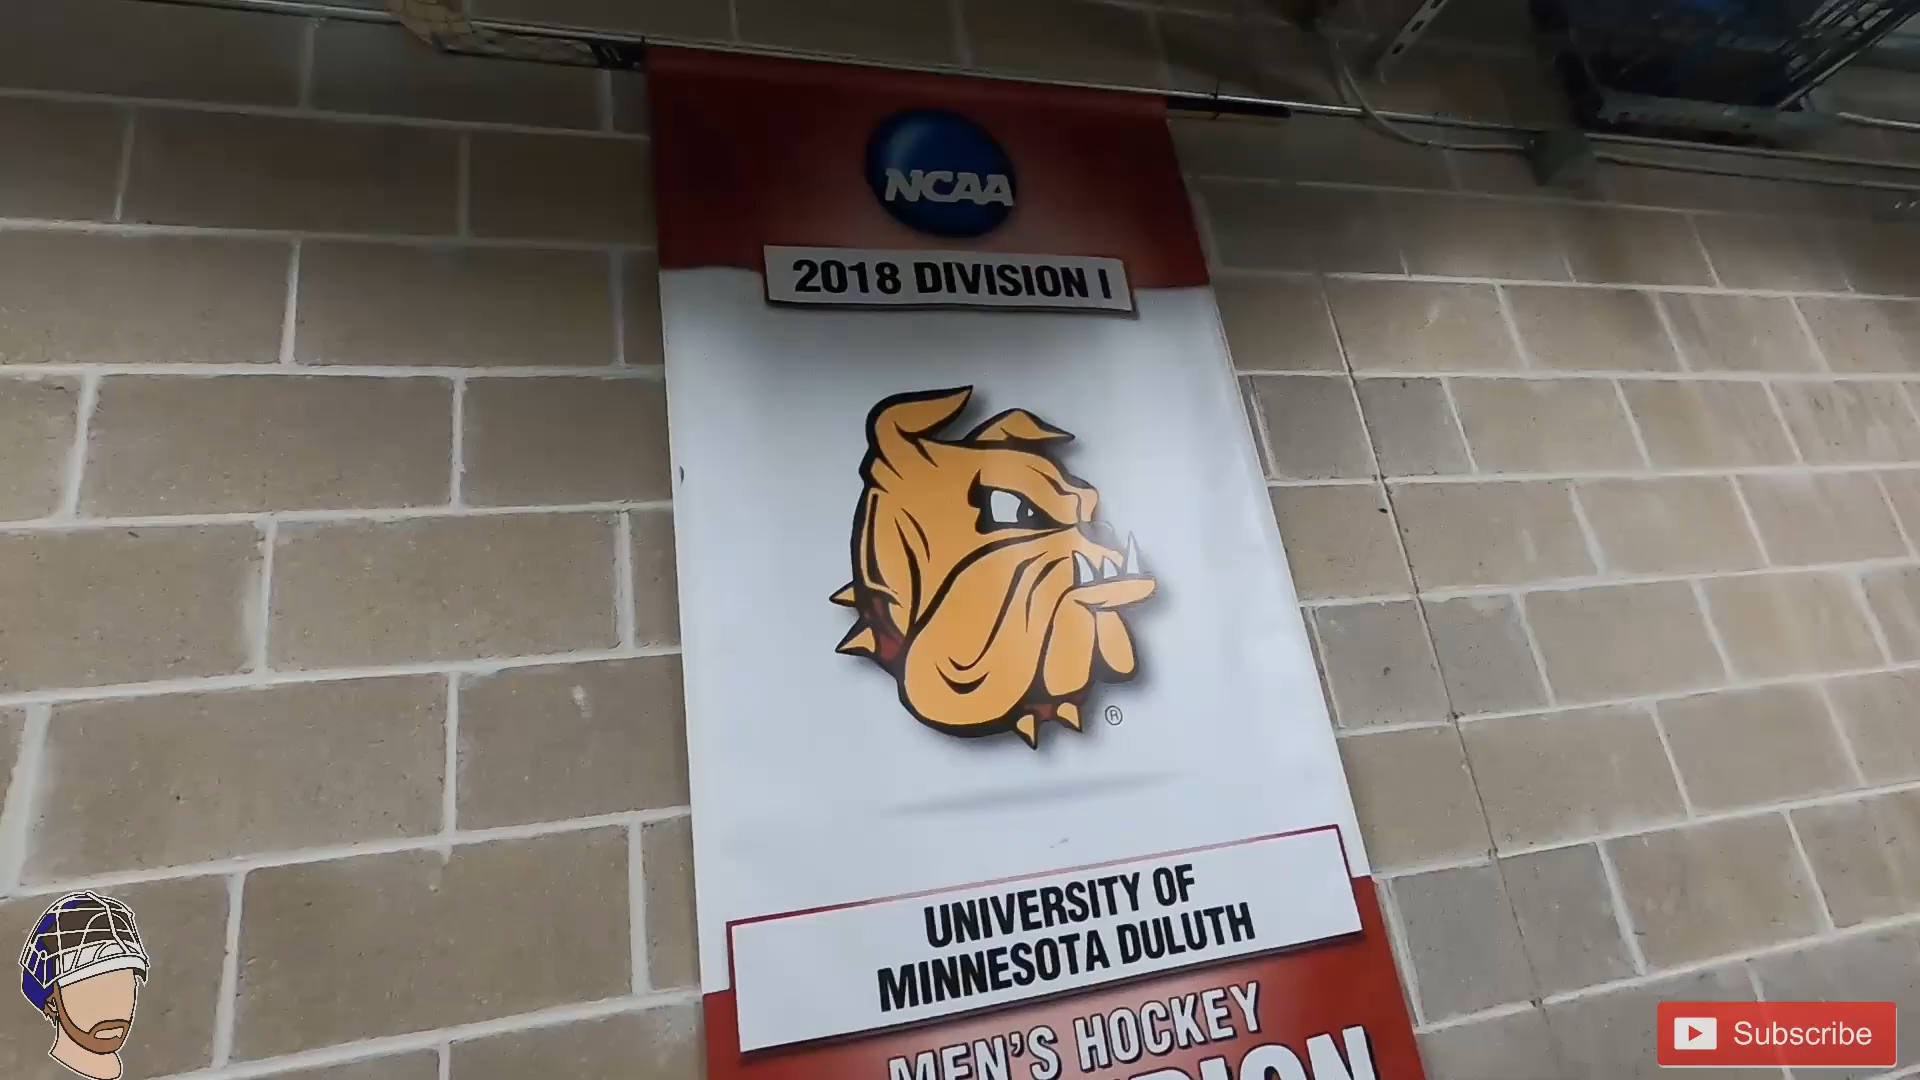 NCAA
2018 DIVISION I
®
UNIVERSITY OF
MINNESOTA DULUTH
MEN'S HOCKEY
Subscribe